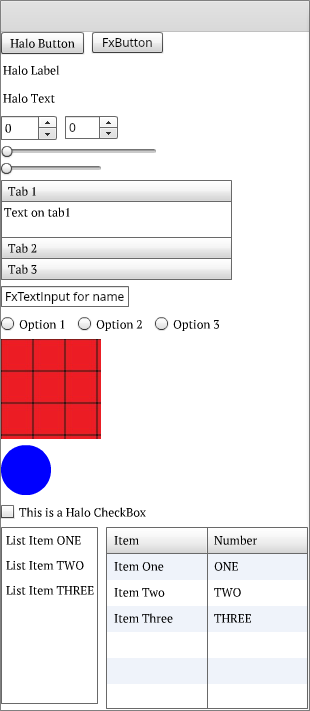 Halo Button FxButton
Halo Label
Halo Text
0 0
Tab 1
Text on tab1
Tab 2
Tab 3
FxTextInput for name
Option 1 Option 2 Option 3
This is a Halo CheckBox
List Item ONE
List Item TWO
List Item THREE
Item Number
Item One ONE
Item Two TWO
Item Three THREE